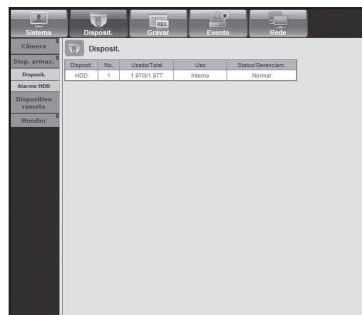 Sistema
Disposit.
Gravar
Evento
Rede
Câmera
Disp. armaz.
Disposit.
Alarme HDD
Dispositivo
remoto
Monitor
Disposit.
Disposit. No. Usado/Total Uso Status/Gerenciam.
HDD 1 1.97G/1.97T Interno Normal